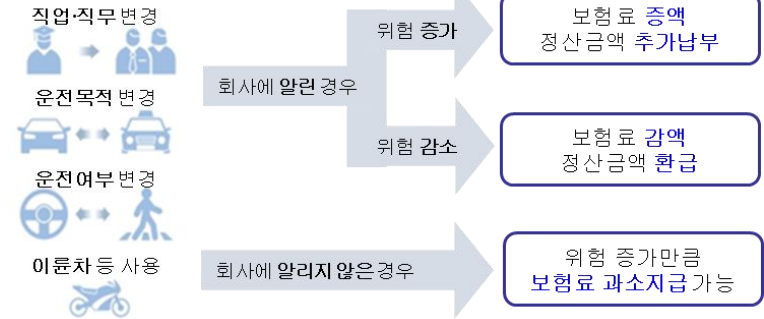 직업·직무 변경
운전목적 변경
운전여부 변경
이륜차 등 사용
회사에 알린 경우
위험 증가
위험 감소
보험료 증액
정산금액 추가납부
보험료 감액
정산금액 환급
회사에 알리지 않은 경우
위험 증가만큼
보험료 과소지급 가능